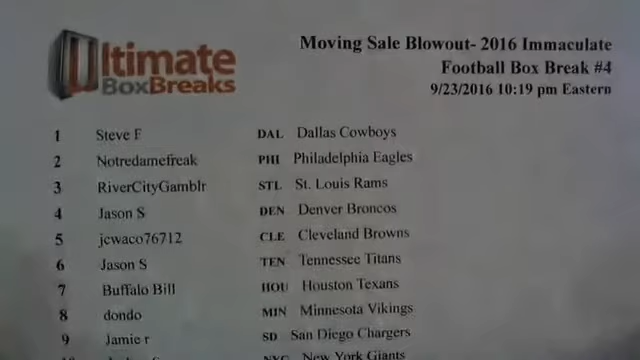 Ultimate
BoxBreaks
Moving Sale Blowout- 2016 Immaculate
Football Box Break #4
9/23/2016 10:19 pm Eastern
1 Steve F DAL Dallas Cowboys
2 Notredamefreak PHI Philadelphia Eagles
3 RiverCityGamblr STL St. Louis Rams
4 Jason S DEN Denver Broncos
5 jcwaco76712 CLE Cleveland Browns
6 Jason S TEN Tennessee Titans
7 Buffalo Bill HOU Houston Texans
8 dondo MIN Minnesota Vikings
9 Jamie r SD San Diego Chargers
10 NYG New York Giants